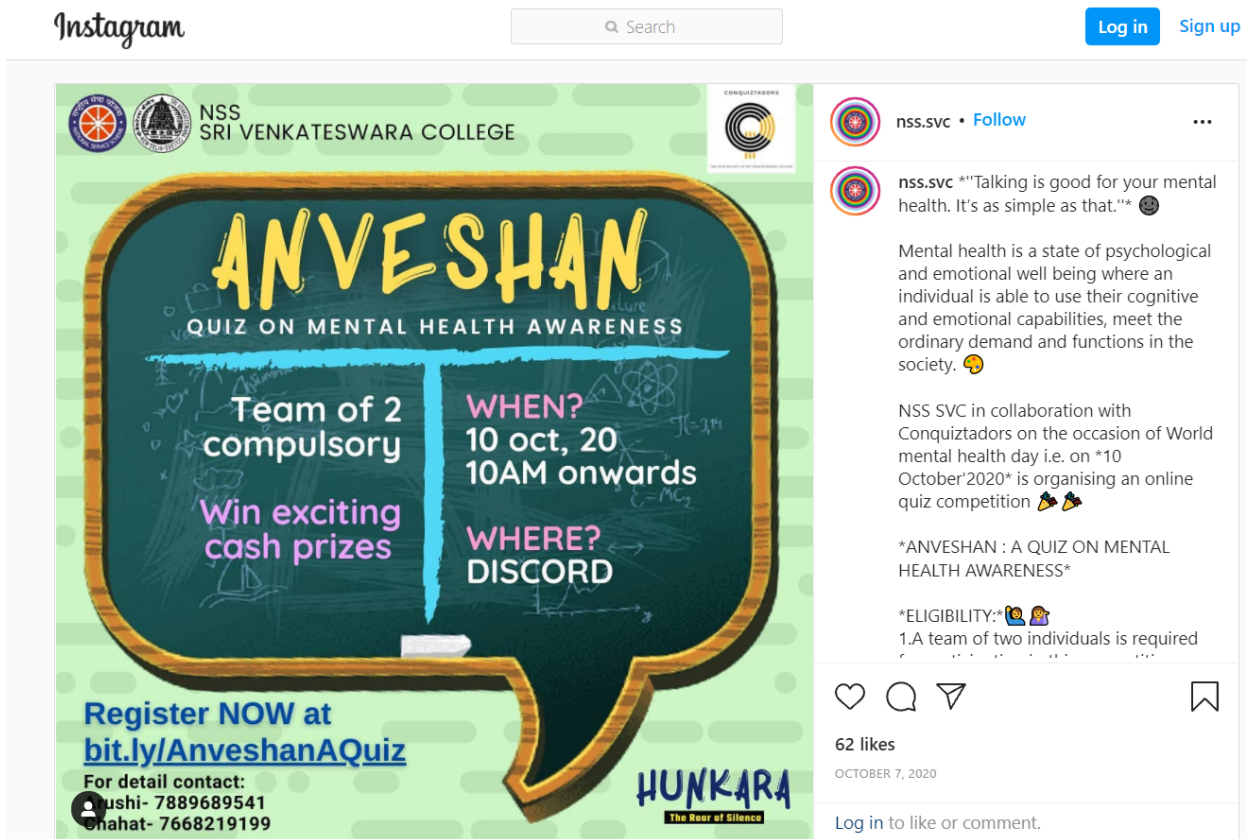 Instagram
Search
Log in
Sign up
NSS
SRI VENKATESWARA COLLEGE
CONQUIZTADORS
ANVESHAN
QUIZ ON MENTAL HEALTH AWARENESS
Team of 2
compulsory
Win exciting
cash prizes
WHEN?
10 oct, 20
10AM onwards
WHERE?
DISCORD
Register NOW at
bit.ly/AnveshanAQuiz
For detail contact:
Arushi- 7889689541
Chahat- 7668219199
HUNKARA
The Roar of Silence
nss.svc • Follow
nss.svc *''Talking is good for your mental
health. It’s as simple as that.''* 🌚
Mental health is a state of psychological
and emotional well being where an
individual is able to use their cognitive
and emotional capabilities, meet the
ordinary demand and functions in the
society. 🎨
NSS SVC in collaboration with
Conquiztadors on the occasion of World
mental health day i.e. on *10
October'2020* is organising an online
quiz competition 🎉 🎉
*ANVESHAN : A QUIZ ON MENTAL
HEALTH AWARENESS*
*ELIGIBILITY:*🙋 💁
1.A team of two individuals is required
62 likes
OCTOBER 7, 2020
Log in to like or comment.